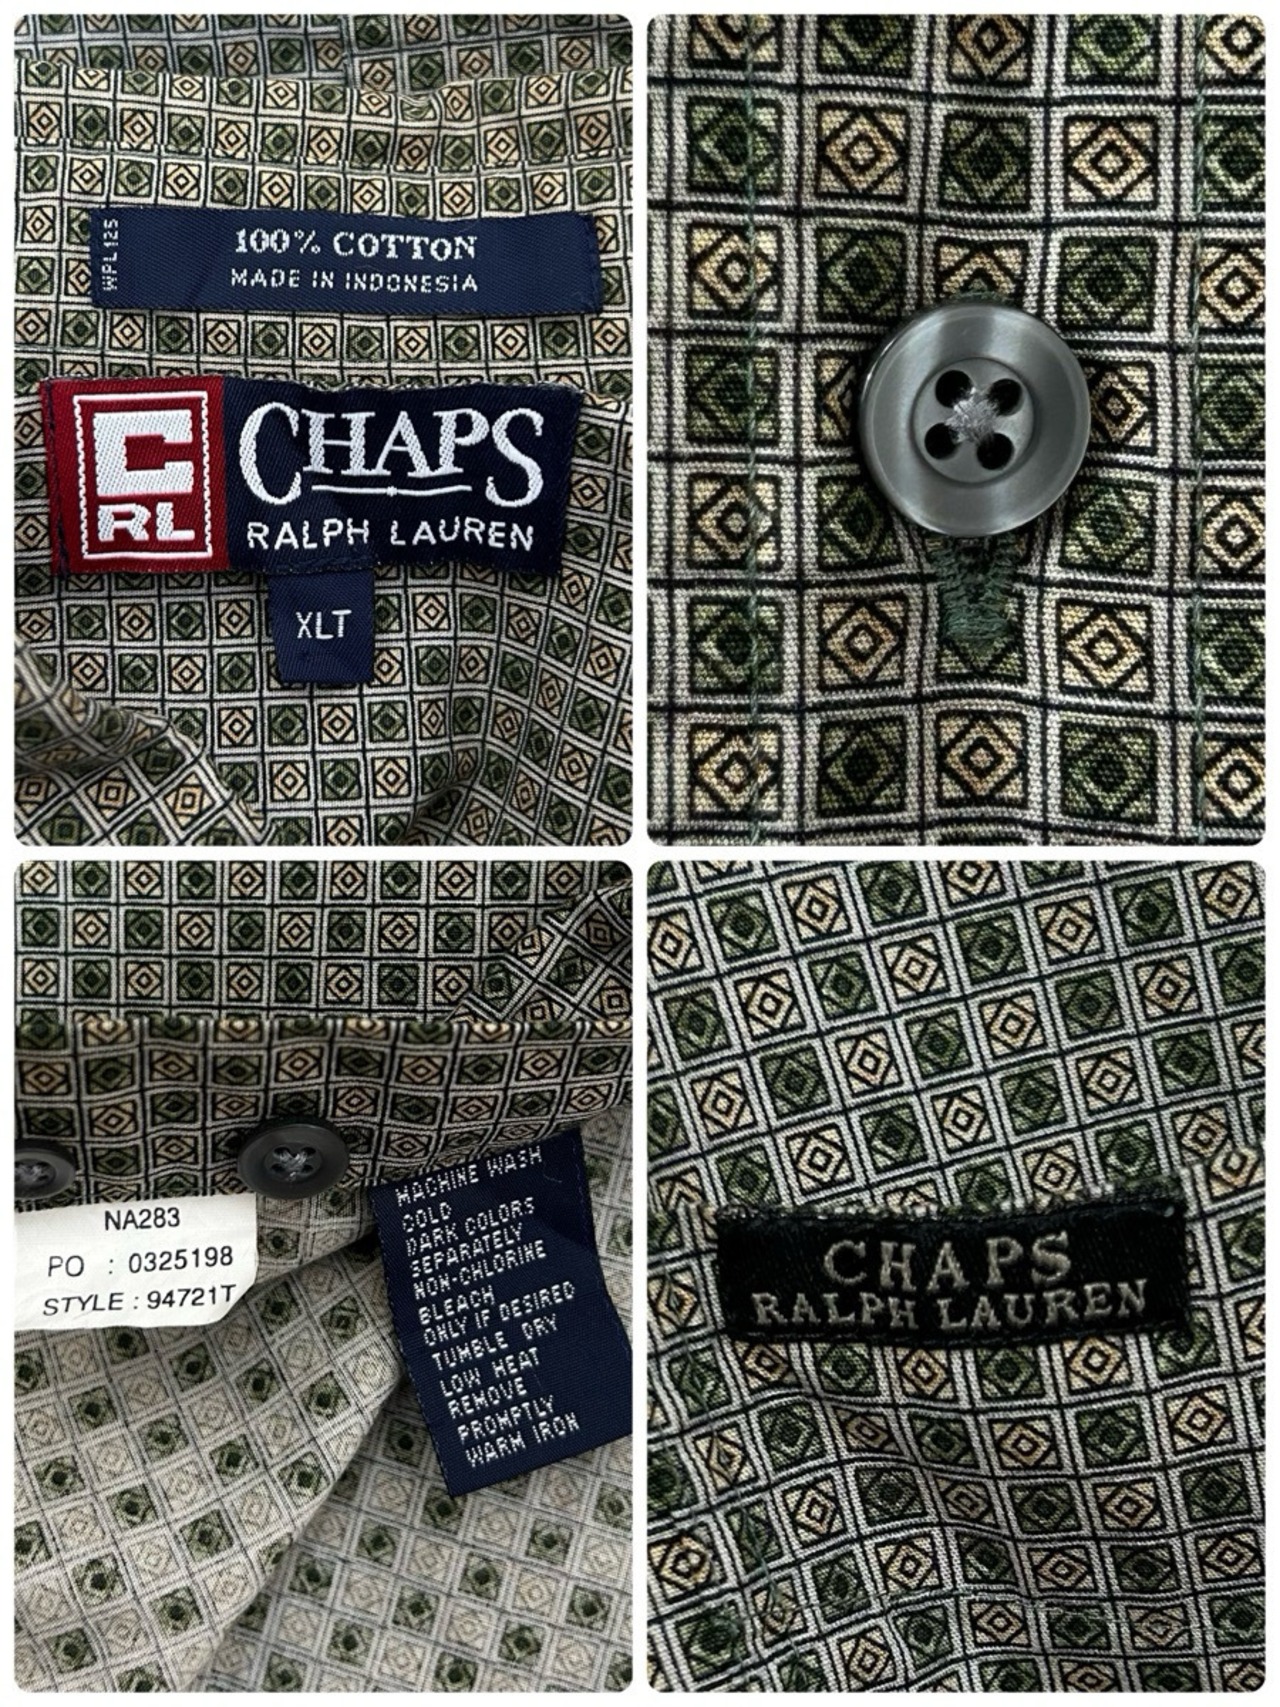 WPL 125
100% COTTON
MADE IN INDONESIA
C
RL
CHAPS
RALPH LAUREN
XLT
NA283
PO : 0325198
STYLE : 94721T
MACHINE WASH
COLD
DARK COLORS
SEPARATELY
NON-CHLORINE
BLEACH
ONLY IF DESIRED
TUMBLE DRY
LOW HEAT
REMOVE
PROMPTLY
WARM IRON
CHAPS
RALPH LAUREN